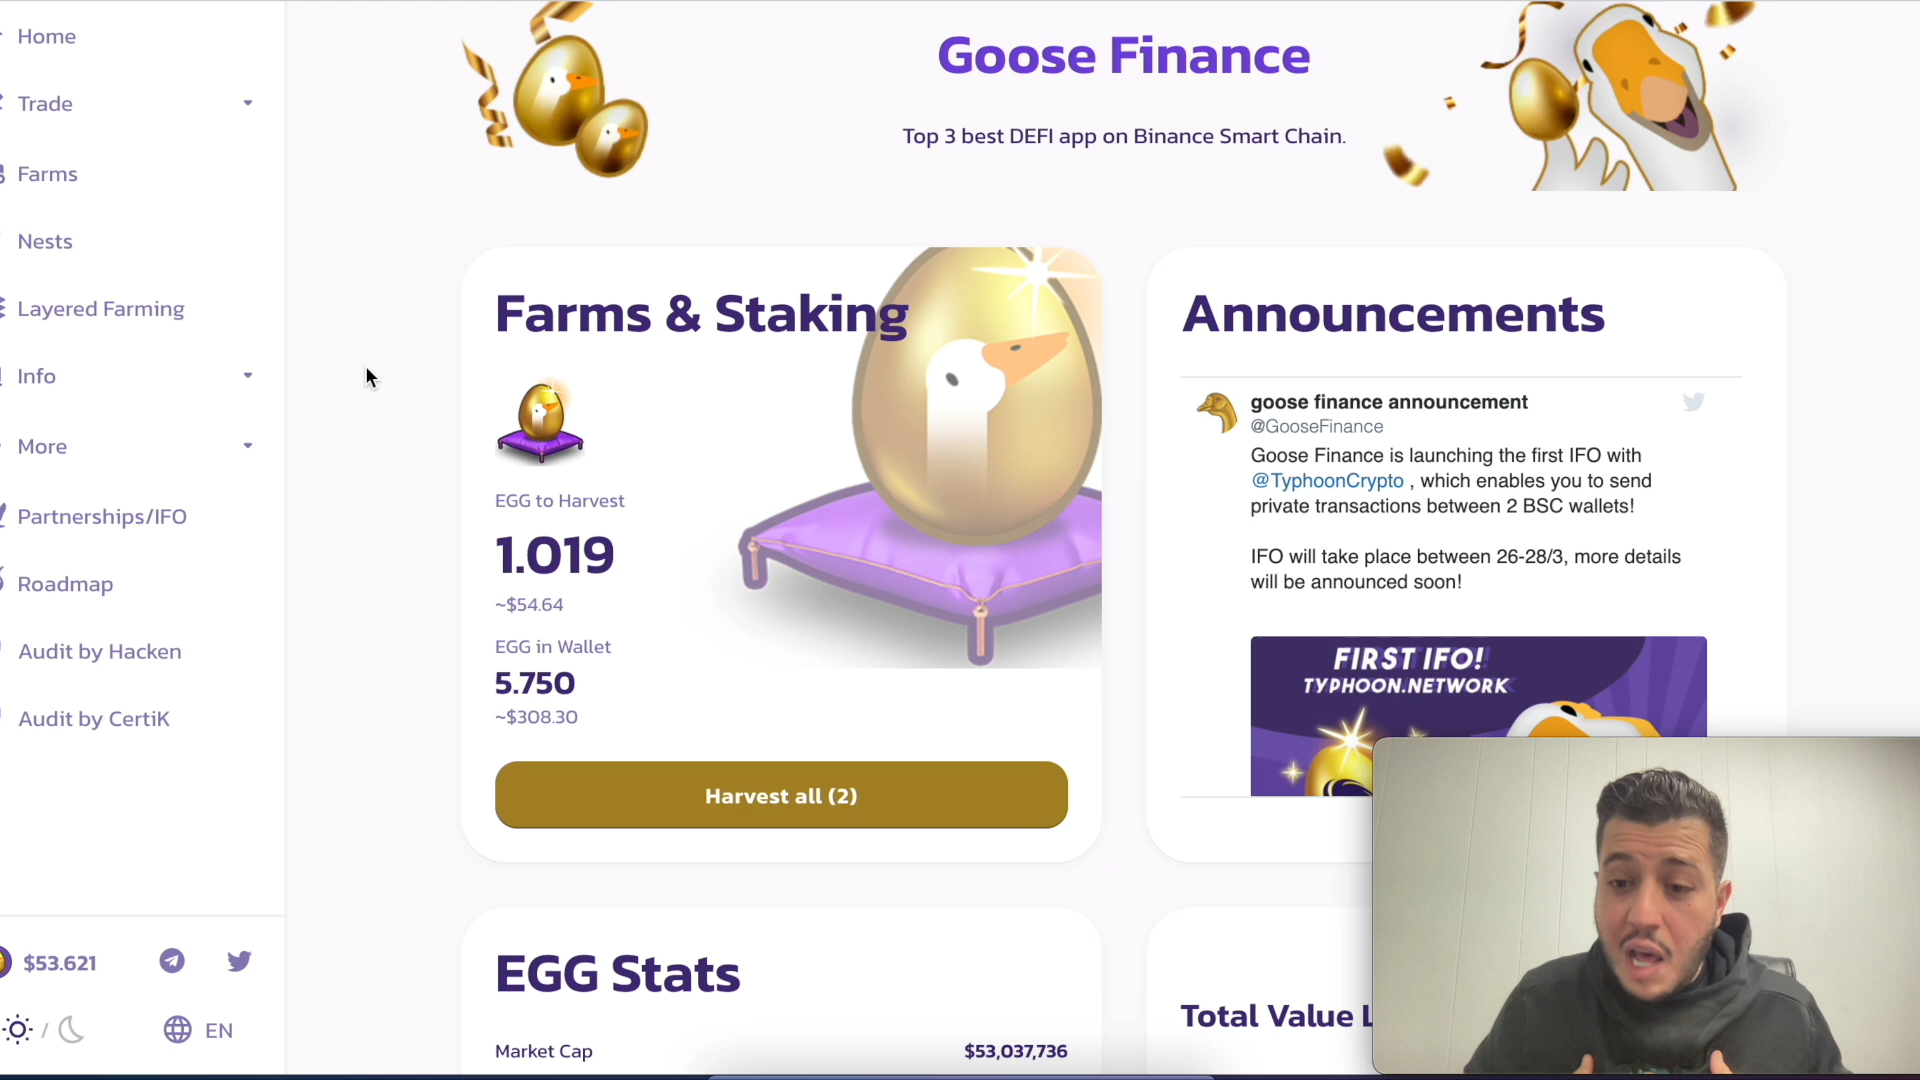 Home
Trade
Farms
Nests
Layered Farming
Info
More
Partnerships/IFO
Roadmap
Audit by Hacken
Audit by CertiK
$53.621
/
EN
Goose Finance
Top 3 best DEFI app on Binance Smart Chain.
Farms & Staking
EGG to Harvest
1.019
~$54.64
EGG in Wallet
5.750
~$308.30
Harvest all (2)
Announcements
goose finance announcement
@GooseFinance
Goose Finance is launching the first IFO with
@TyphoonCrypto , which enables you to send
private transactions between 2 BSC wallets!
IFO will take place between 26-28/3, more details
will be announced soon!
FIRST IFO!
TYPHOON.NETWORK
EGG Stats
Market Cap $53,037,736
Total Value